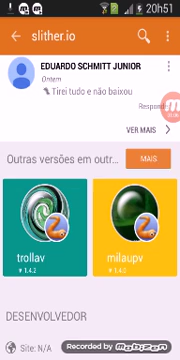 20h51
slither.io
EDUARDO SCHMITT JUNIOR
Ontem
Tirei tudo e não baixou
Responder
VER MAIS
Outras versões em outr...
MAIS
trollav
1.4.2
milaupv
1.4.2
DESENVOLVEDOR
Site: N/A
Recorded by
Mobizen